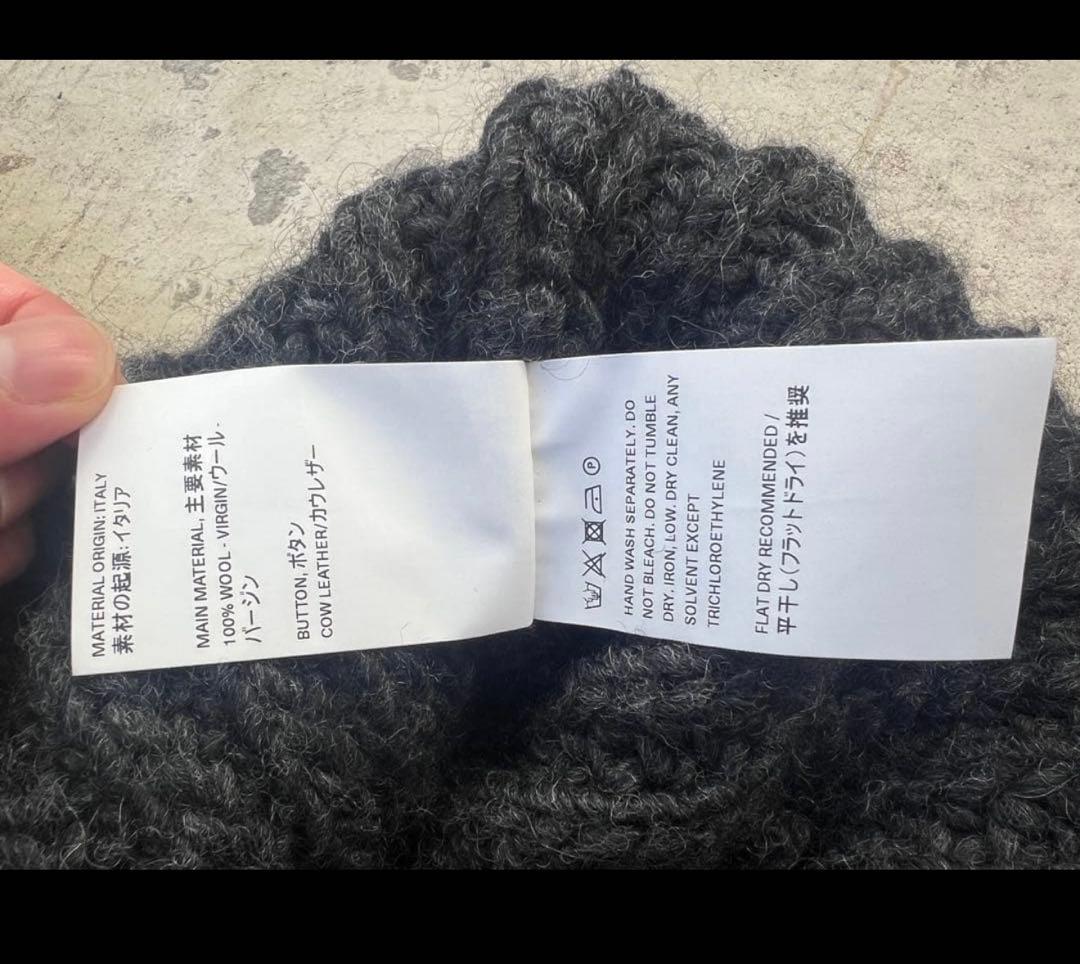 MATERIAL ORIGIN: ITALY
素材の起源: イタリア
MAIN MATERIAL, 主要素材
100% WOOL - VIRGIN/ウール -
バージン
BUTTON, ボタン
COW LEATHER/カウレザー
P
HAND WASH SEPARATELY. DO
NOT BLEACH. DO NOT TUMBLE
DRY. IRON, LOW. DRY CLEAN, ANY
SOLVENT EXCEPT
TRICHLOROETHYLENE
FLAT DRY RECOMMENDED /
平干し(フラットドライ)を推奨